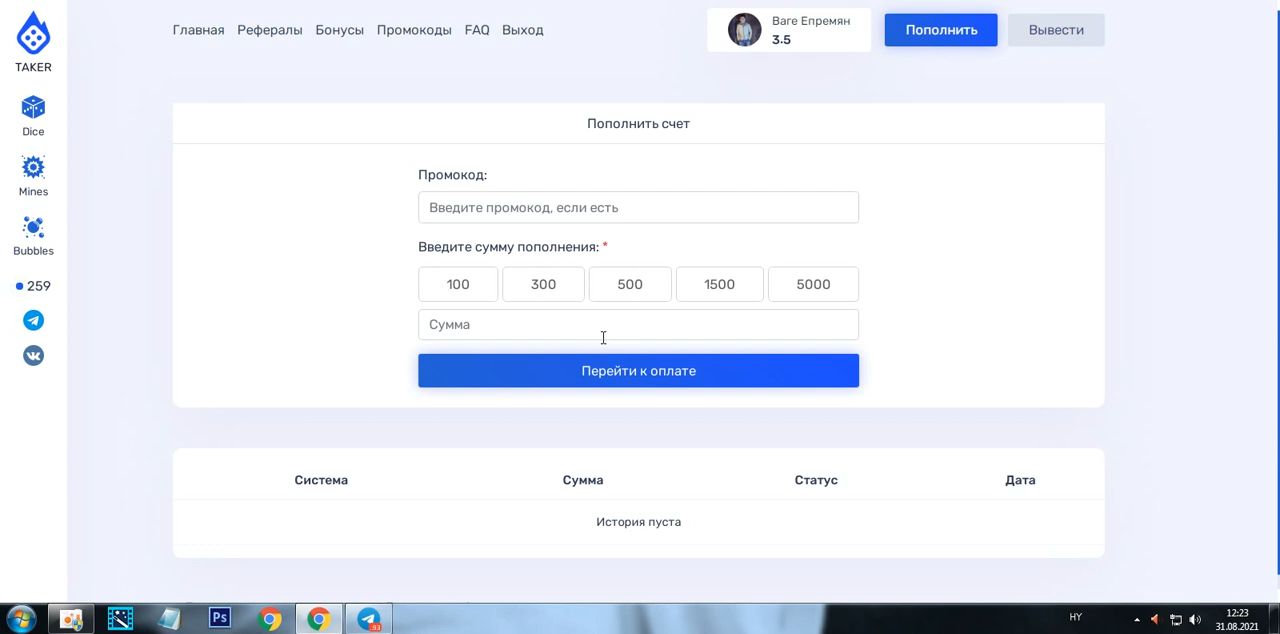 TAKER
Dice
Mines
Bubbles
259
Главная Рефералы Бонусы Промокоды FAQ Выход
Ваге Епремян
3.5
Пополнить
Вывести
Пополнить счет
Промокод:
Введите промокод, если есть
Введите сумму пополнения: *
100 300 500 1500 5000
Сумма
Перейти к оплате
Система Сумма Статус Дата
История пуста
Ps
93
HY
12:23
31.08.2021